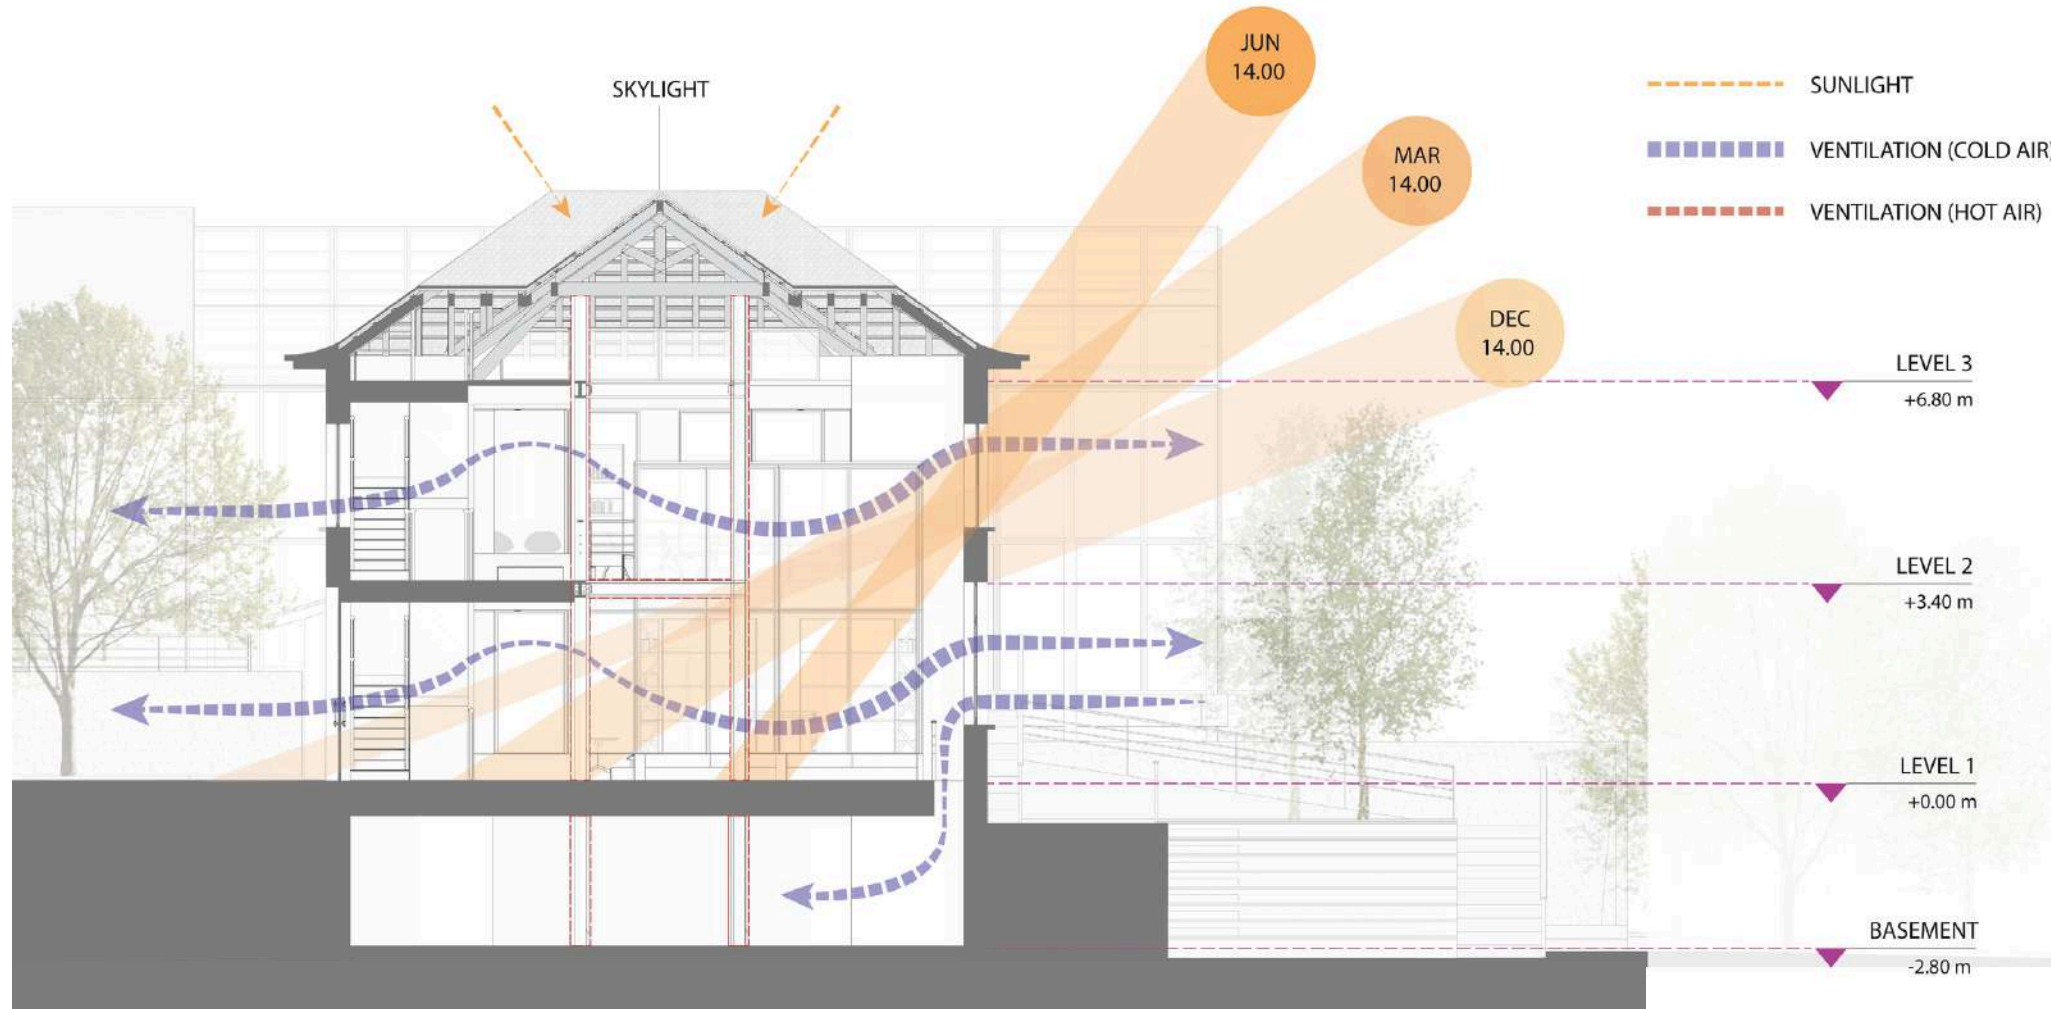 SKYLIGHT
JUN
14.00
MAR
14.00
DEC
14.00
SUNLIGHT
VENTILATION (COLD AIR)
VENTILATION (HOT AIR)
LEVEL 3
+6.80 m
LEVEL 2
+3.40 m
LEVEL 1
+0.00 m
BASEMENT
-2.80 m